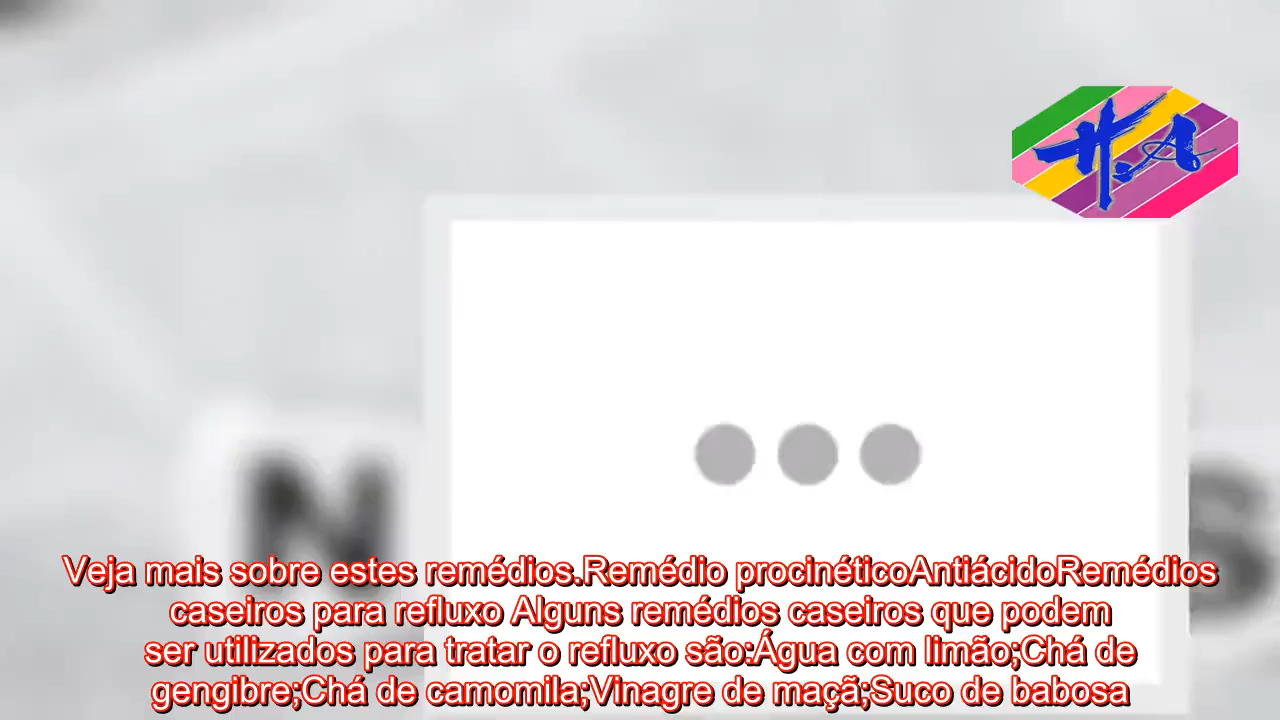 H.A
N
S
Veja mais sobre estes remédios.Remédio procinéticoAntiácidoRemédios
caseiros para refluxo Alguns remédios caseiros que podem
ser utilizados para tratar o refluxo são:Água com limão;Chá de
gengibre;Chá de camomila;Vinagre de maçã;Suco de babosa